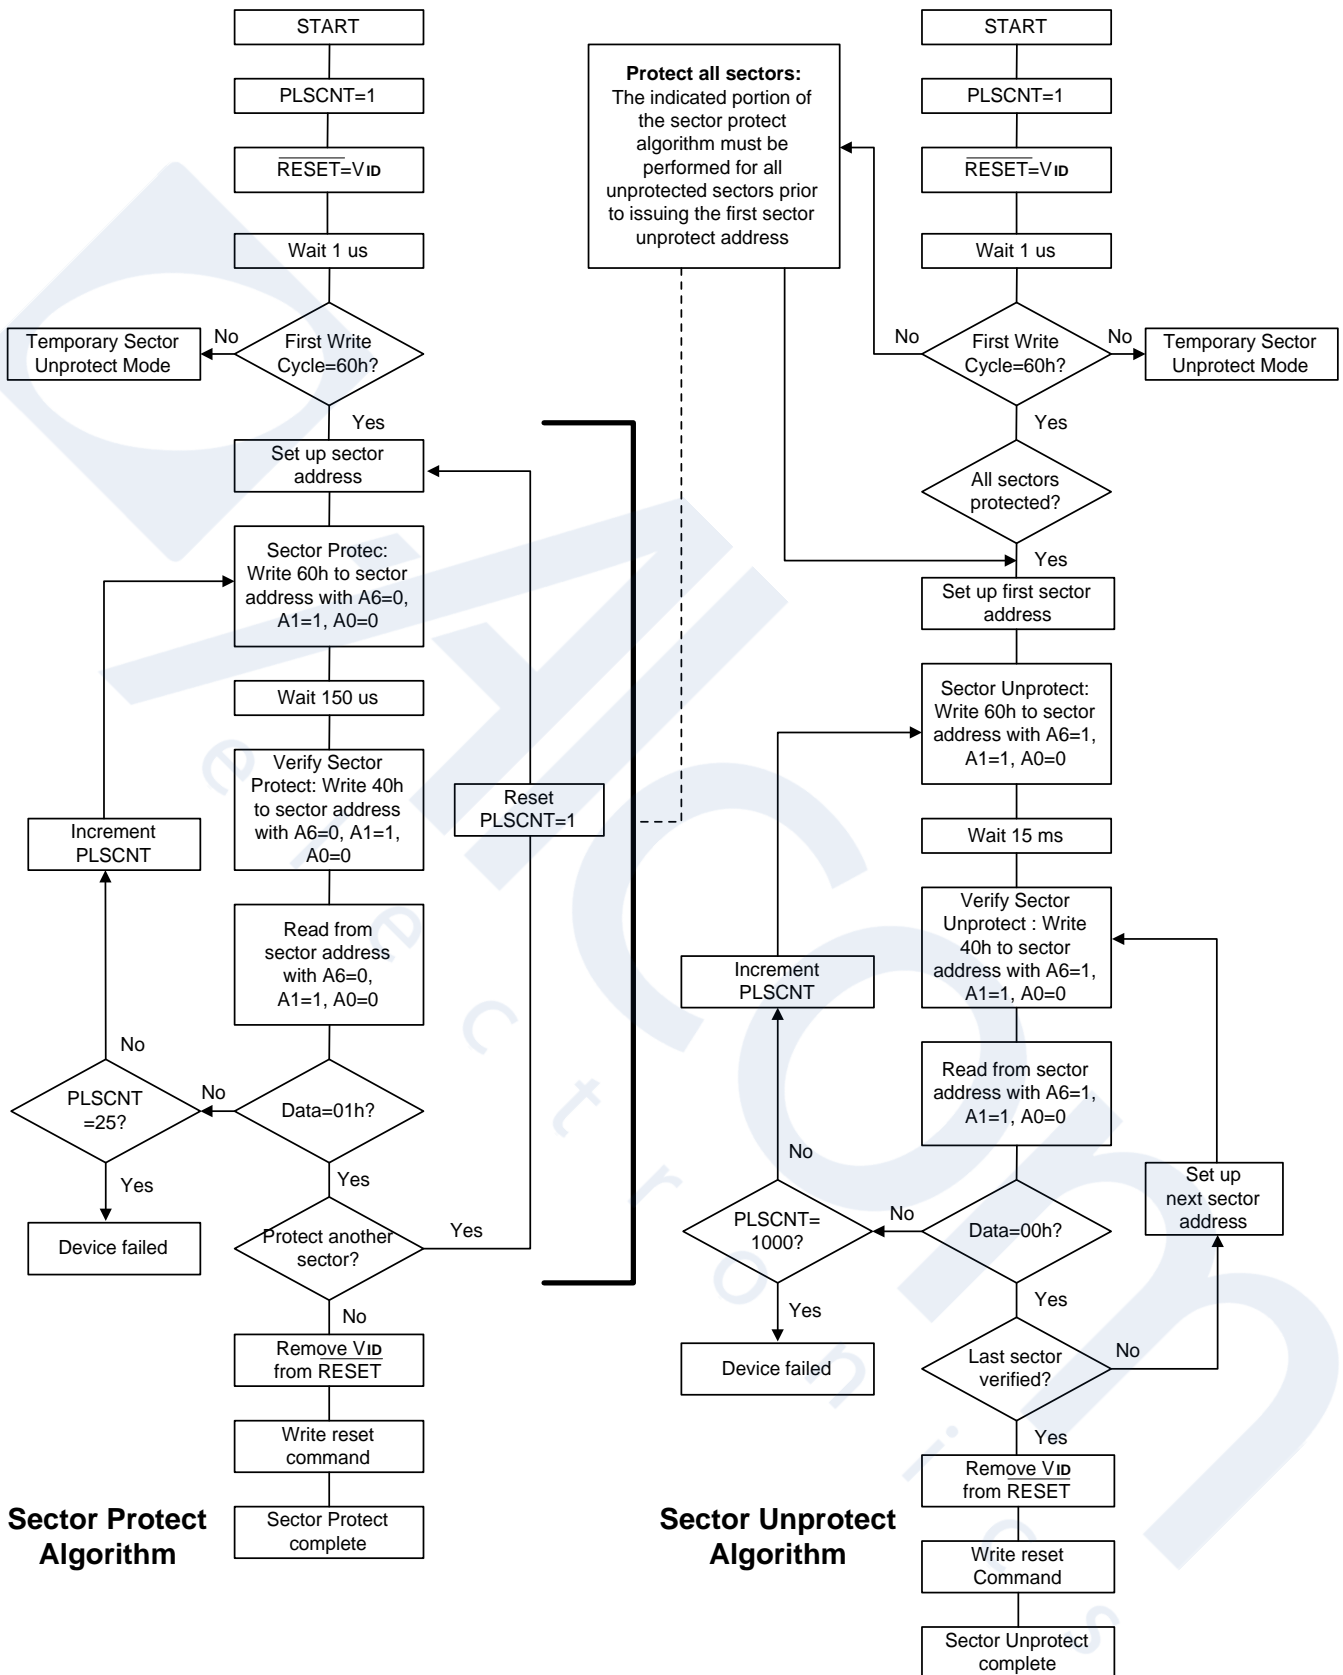 START
PLSCNT=1
RESET=VID
Wait 1 us
First Write
Cycle=60h?
No
Temporary Sector
Unprotect Mode
Yes
Set up sector
address
Sector Protec:
Write 60h to sector
address with A6=0,
A1=1, A0=0
Wait 150 us
Verify Sector
Protect: Write 40h
to sector address
with A6=0, A1=1,
A0=0
Reset
PLSCNT=1
Increment
PLSCNT
Read from
sector address
with A6=0,
A1=1, A0=0
No
PLSCNT
=25?
No
Data=01h?
Yes
Yes
Device failed
Protect another
sector?
Yes
No
Remove VID
from RESET
Write reset
command
Sector Protect
complete
Sector Protect
Algorithm
Protect all sectors:
The indicated portion of
the sector protect
algorithm must be
performed for all
unprotected sectors prior
to issuing the first sector
unprotect address
START
PLSCNT=1
RESET=VID
Wait 1 us
No
First Write
Cycle=60h?
No
Temporary Sector
Unprotect Mode
Yes
All sectors
protected?
Yes
Set up first sector
address
Sector Unprotect:
Write 60h to sector
address with A6=1,
A1=1, A0=0
Wait 15 ms
Verify Sector
Unprotect : Write
40h to sector
address with A6=1,
A1=1, A0=0
Increment
PLSCNT
Read from sector
address with A6=1,
A1=1, A0=0
No
Set up
next sector
address
PLSCNT=
1000?
No
Data=00h?
Yes
Yes
Device failed
Last sector
verified?
No
Yes
Remove VID
from RESET
Write reset
Command
Sector Unprotect
complete
Sector Unprotect
Algorithm
AlCom
electronics